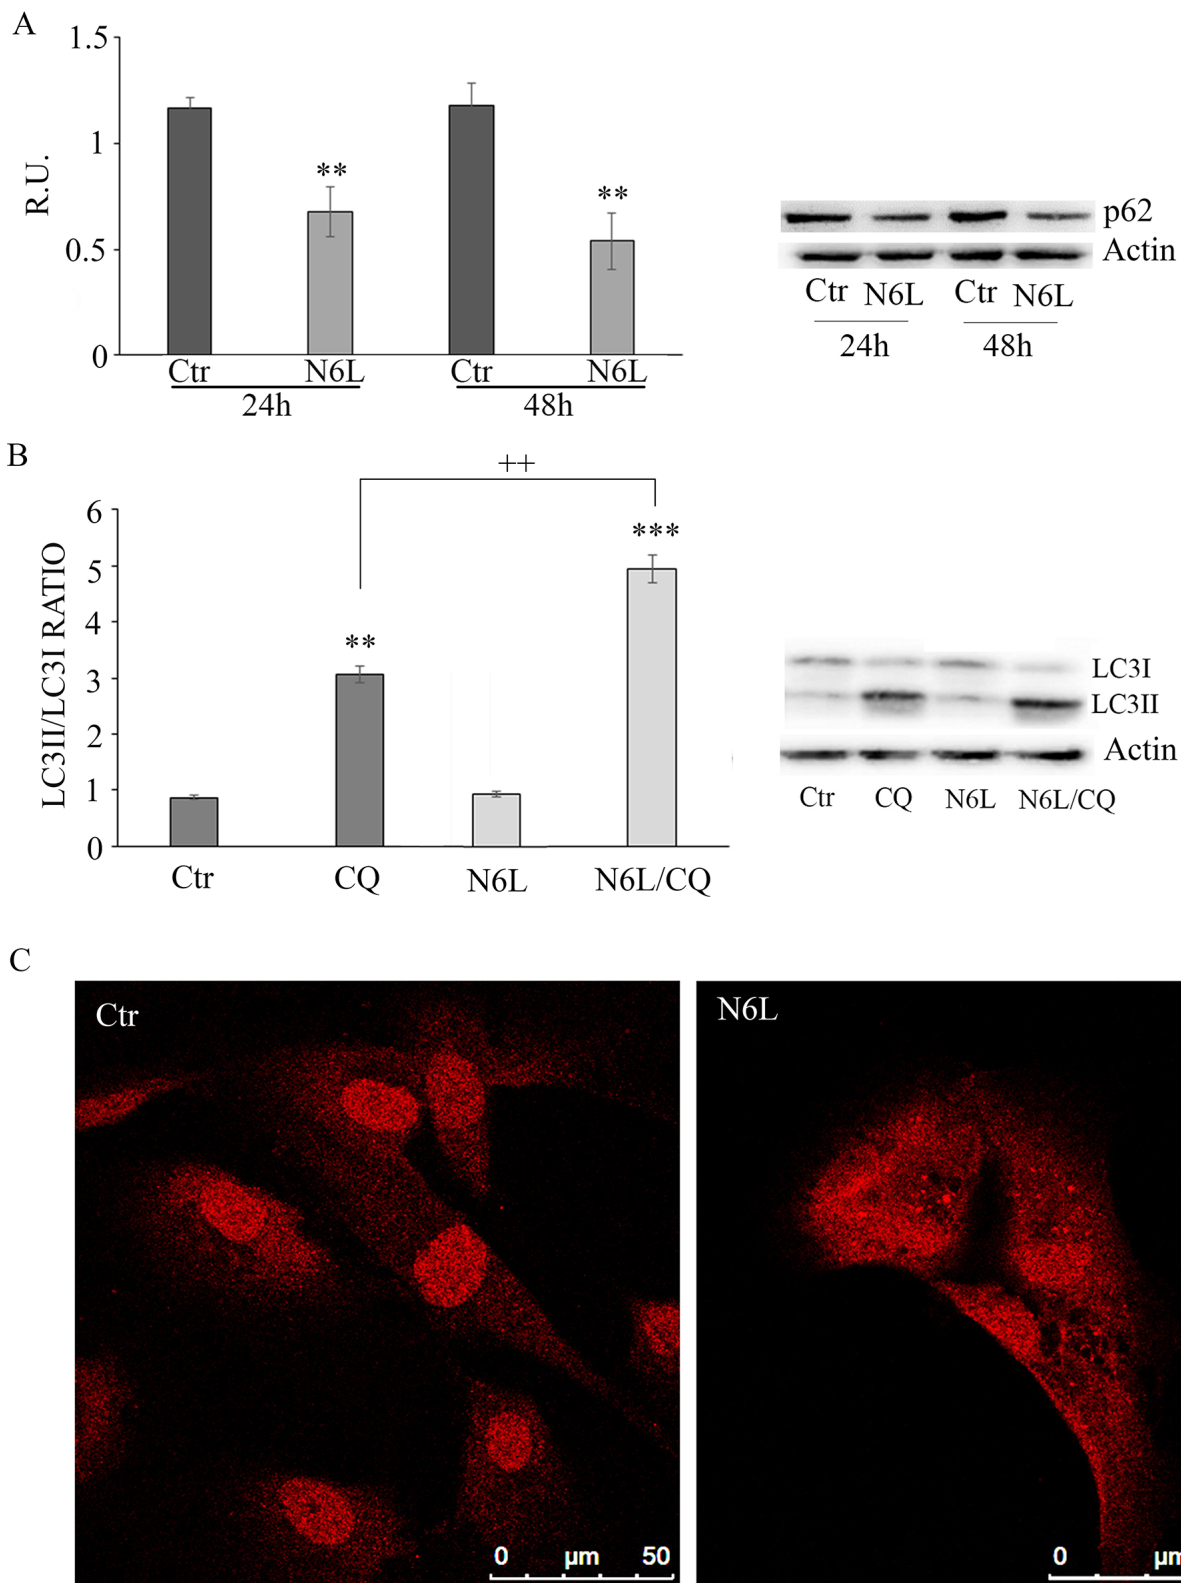 A
1.5
1
0.5
0
R.U.
**
**
Ctr N6L Ctr N6L
24h 48h
p62
Actin
Ctr N6L Ctr N6L
24h 48h
B
++
6
5
4
3
2
1
0
LC3II/LC3I RATIO
**
***
Ctr CQ N6L N6L/CQ
LC3I
LC3II
Actin
Ctr CQ N6L N6L/CQ
C
Ctr
N6L
0 µm 50
0 µm